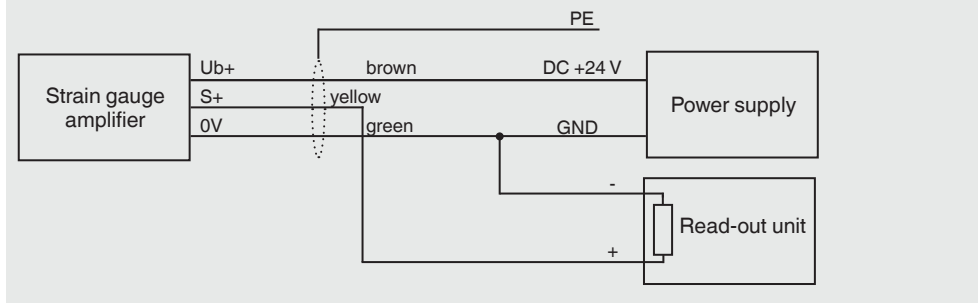 PE
Strain gauge
amplifier
Ub+ brown DC +24 V
S+ yellow
0V green GND
Power supply
-
Read-out unit
+